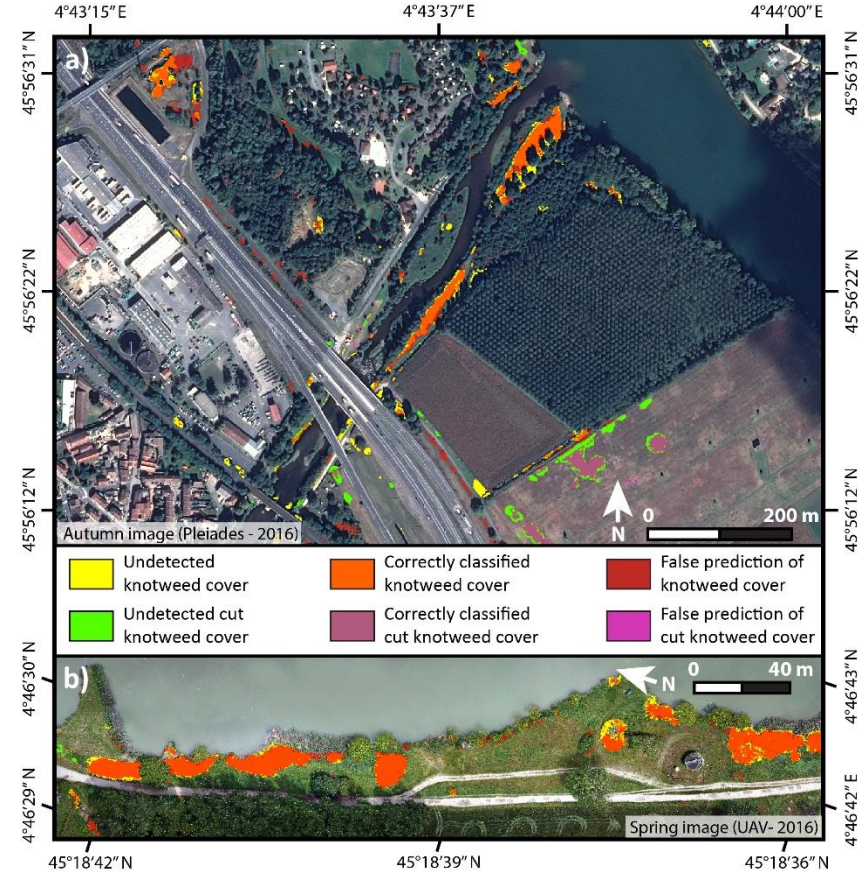 4°43'15" E
4°43'37" E
4°44'00" E
45°56'31" N
45°56'31" N
a)
45°56'22" N
45°56'22" N
45°56'12" N
45°56'12" N
0
200 m
N
Autumn image (Pleiades - 2016)
Undetected
knotweed cover
Correctly classified
knotweed cover
False prediction of
knotweed cover
Undetected cut
knotweed cover
Correctly classified
cut knotweed cover
False prediction of
cut knotweed cover
b)
4°46'30" N
4°46'43" N
N
0
40 m
4°46'29" N
4°46'42" E
Spring image (UAV- 2016)
45°18'42" N
45°18'39" N
45°18'36" N